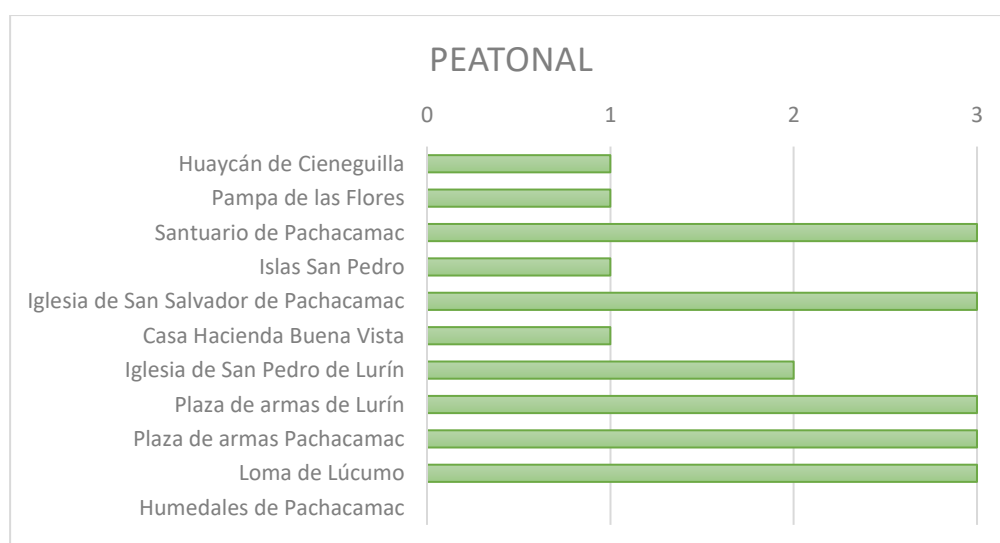 PEATONAL
0 1 2 3
Huaycán de Cieneguilla
Pampa de las Flores
Santuario de Pachacamac
Islas San Pedro
Iglesia de San Salvador de Pachacamac
Casa Hacienda Buena Vista
Iglesia de San Pedro de Lurín
Plaza de armas de Lurín
Plaza de armas Pachacamac
Loma de Lúcumo
Humedales de Pachacamac